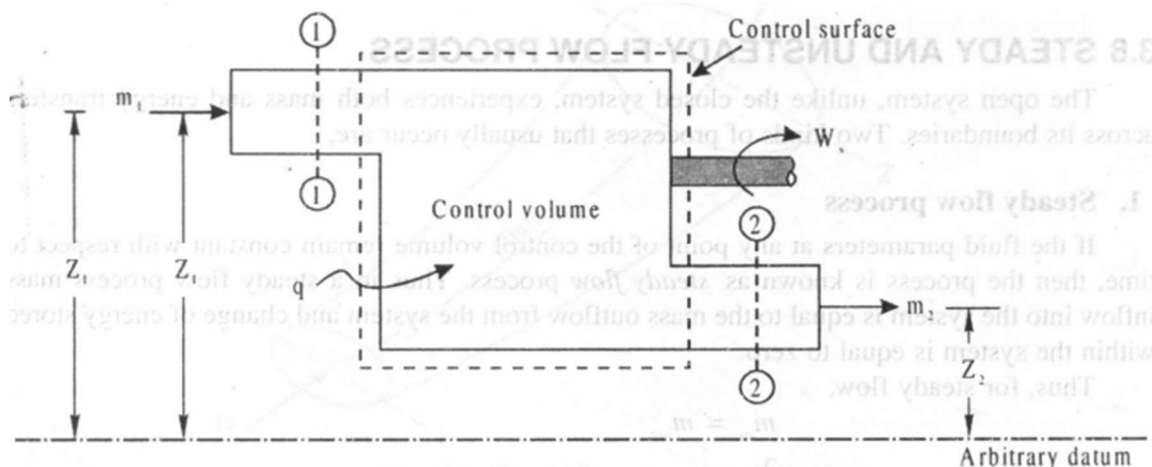 1
Control surface
3.8 STEADY AND UNSTEADY FLOW PROCESS
The open system, unlike the closed system, experiences both mass and energy transfer
m₁
across its boundaries. Two kinds of processes that usually occur are,
Wₛ
1
1. Steady flow process
Control volume
2
If the fluid parameters at any point of the control volume remain constant with respect to
Z₁ Z₁
q
time, then the process is known as steady flow process. Thus in a steady flow process mass
m₂
inflow into the system is equal to the mass outflow from the system and change of energy stored
within the system is equal to zero.
Z₂
2
Thus, for steady flow,
Arbitrary datum